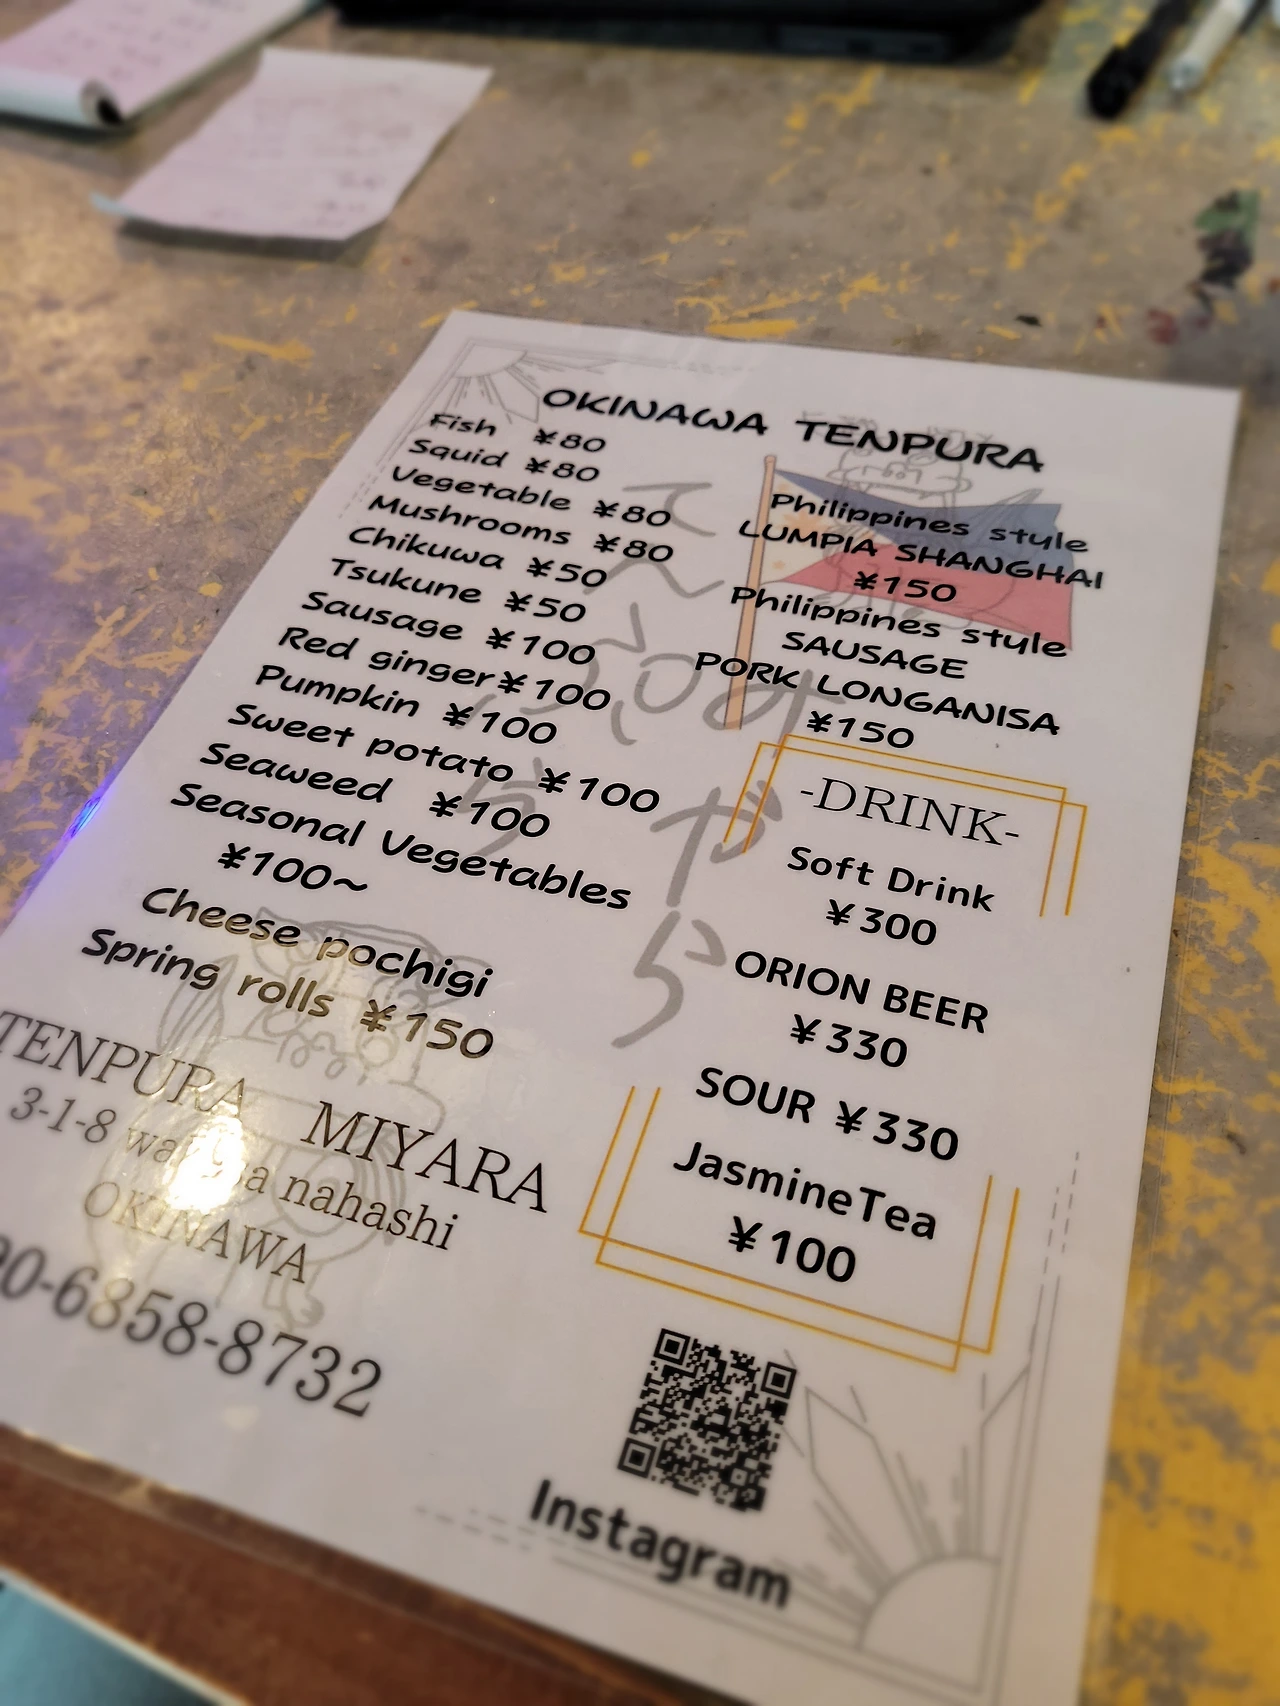 OKINAWA TENPURA
Fish ¥80
Squid ¥80
Vegetable ¥80
Mushrooms ¥80
Chikuwa ¥50
Tsukune ¥50
Sausage ¥100
Red ginger ¥100
Pumpkin ¥100
Sweet potato ¥100
Seaweed ¥100
Seasonal Vegetables
¥100~
Cheese pochigi
Spring rolls ¥150
Philippines style
LUMPIA SHANGHAI
¥150
Philippines style
SAUSAGE
PORK LONGANISA
¥150
-DRINK-
Soft Drink
¥300
ORION BEER
¥330
SOUR ¥330
JasmineTea
¥100
TENPURA MIYARA
3-1-8 nahashi
OKINAWA
0-6858-8732
Instagram